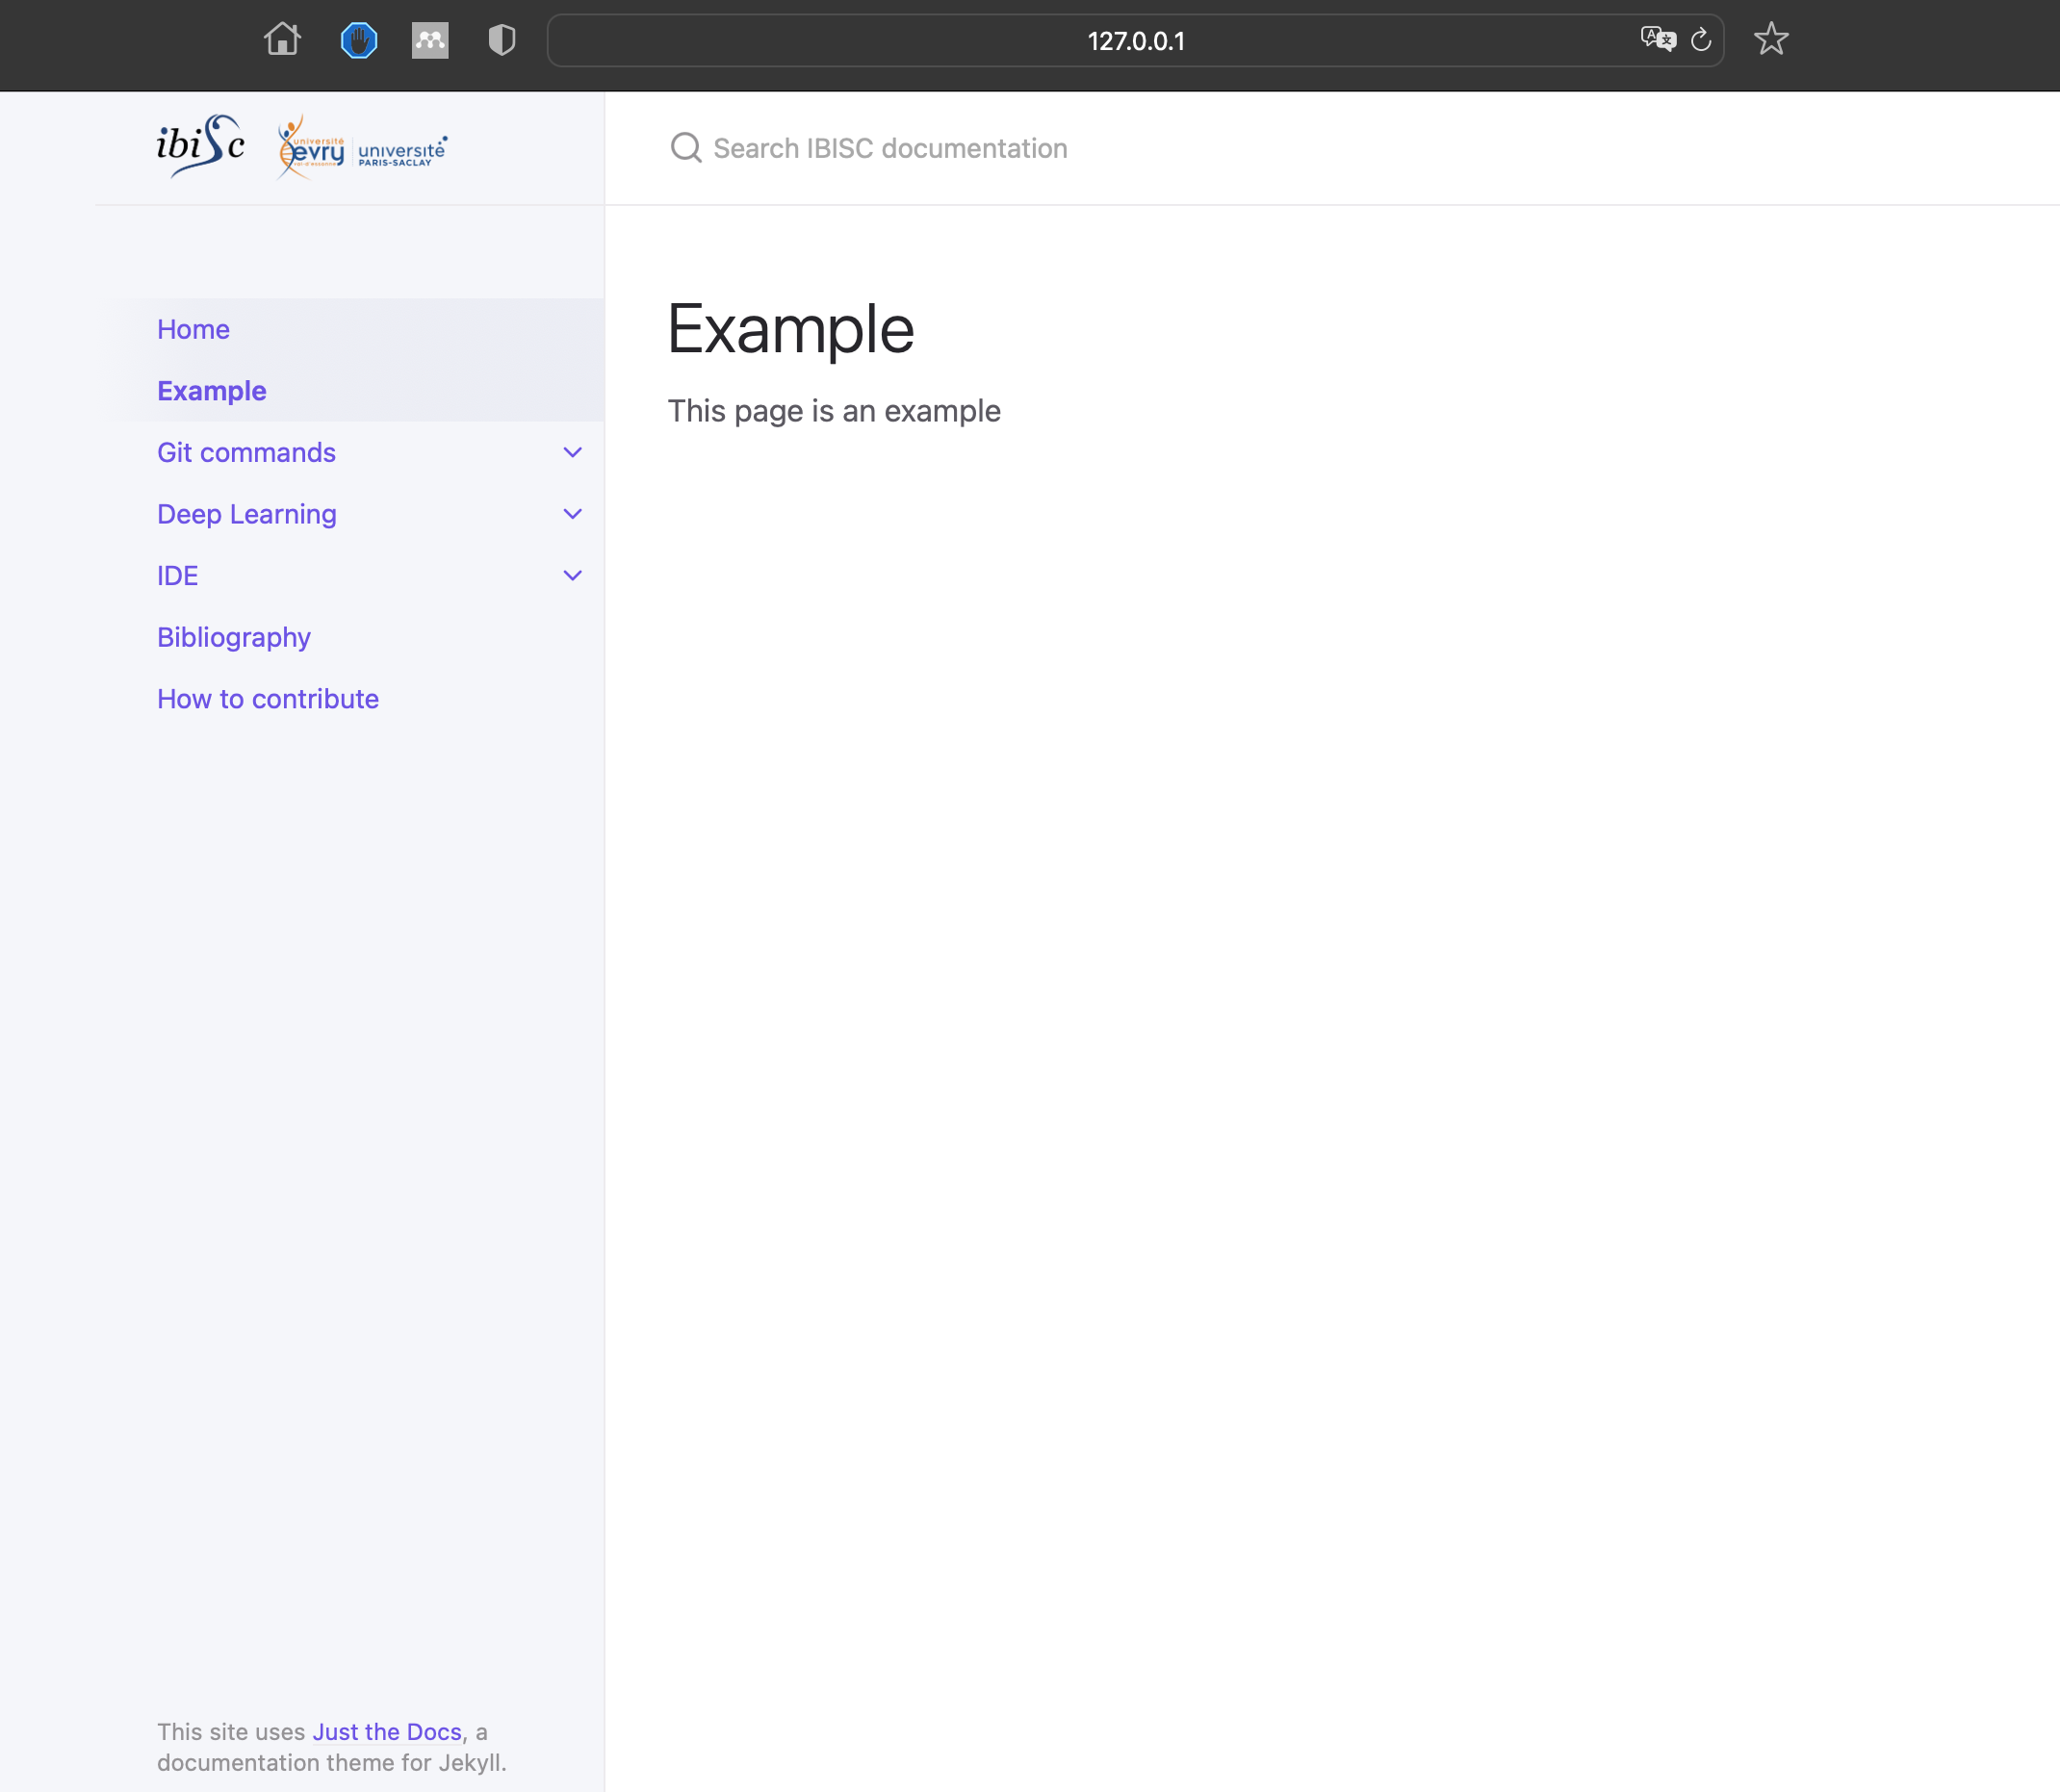 127.0.0.1
ibisc
université
evry
val-d'essonne
université
PARIS-SACLAY
Search IBISC documentation
Home
Example
Git commands
Deep Learning
IDE
Bibliography
How to contribute
Example
This page is an example
This site uses Just the Docs, a
documentation theme for Jekyll.